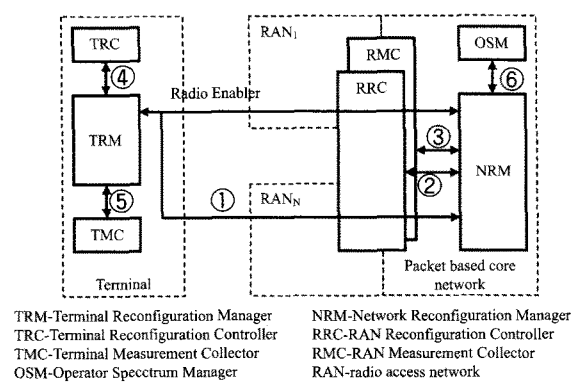 TRC
④
TRM
⑤
TMC
Terminal
Radio Enabler
①
RAN₁
RANN
RMC
RRC
③
②
OSM
⑥
NRM
Packet based core
network
TRM-Terminal Reconfiguration Manager
TRC-Terminal Reconfiguration Controller
TMC-Terminal Measurement Collector
OSM-Operator Specctrum Manager
NRM-Network Reconfiguration Manager
RRC-RAN Reconfiguration Controller
RMC-RAN Measurement Collector
RAN-radio access network